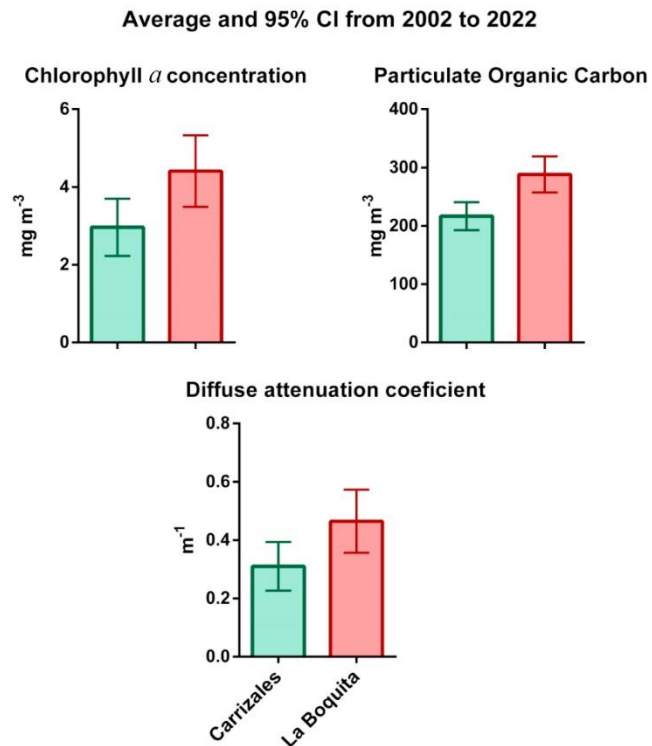 Average and 95% CI from 2002 to 2022
Chlorophyll a concentration
6
4
2
0
mg m-3
Particulate Organic Carbon
400
300
200
100
0
mg m-3
Diffuse attenuation coeficient
0.8
0.6
0.4
0.2
0.0
m-1
Carrizales
La Boquita